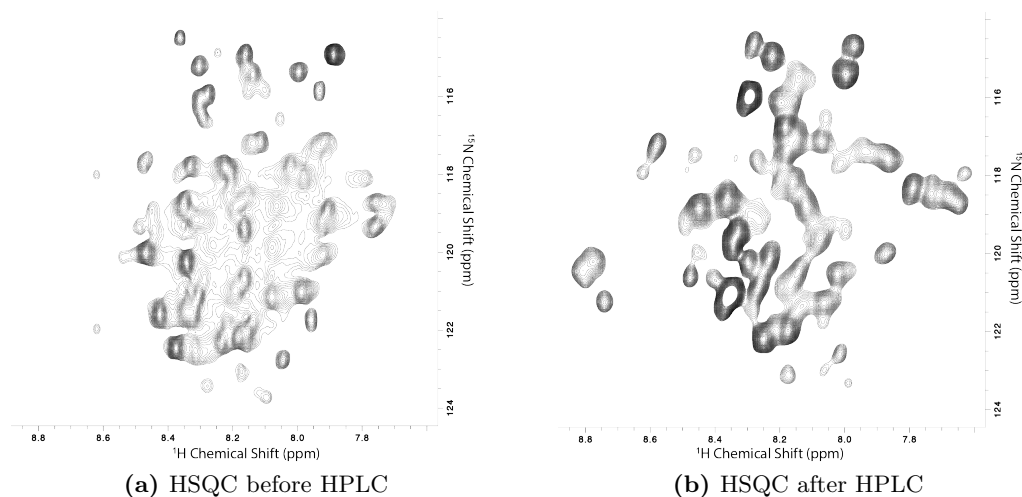 116
118
120
122
124
¹⁵N Chemical Shift (ppm)
8.8 8.6 8.4 8.2 8.0 7.8
¹H Chemical Shift (ppm)
(a) HSQC before HPLC
116
118
120
122
124
¹⁵N Chemical Shift (ppm)
8.8 8.6 8.4 8.2 8.0 7.8
¹H Chemical Shift (ppm)
(b) HSQC after HPLC